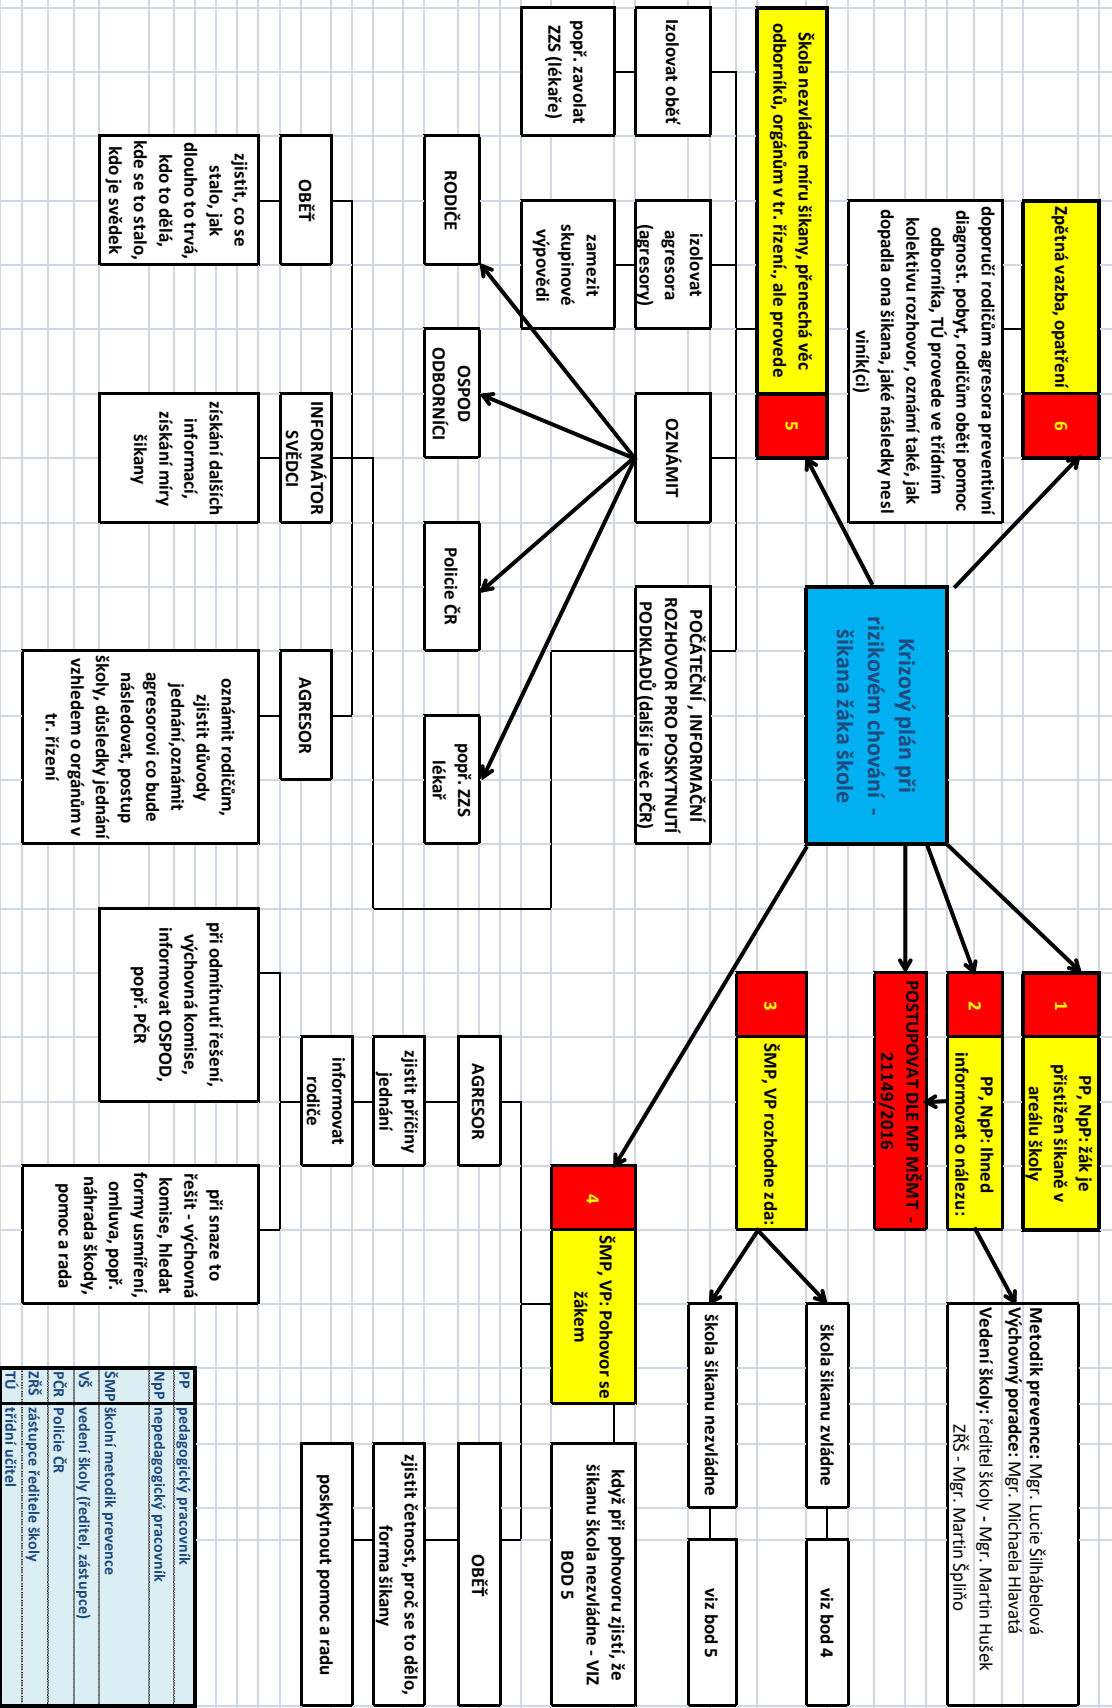 Krizový plán při
rizikovém chování -
šikana žáka škole
1
PP, NpP: žák je
přistižen šikaně v
areálu školy
2
PP, NpP: Ihned
informovat o nálezu:
Metodik prevence: Mgr. Lucie Šilhábelová
Výchovný poradce: Mgr. Michaela Hlavatá
Vedení školy: ředitel školy - Mgr. Martin Hušek
ZŘŠ - Mgr. Martin Špliňo
POSTUPOVAT DLE MP MŠMT -
21149/2016
3
ŠMP, VP rozhodne zda:
škola šikanu zvládne
viz bod 4
škola šikanu nezvládne
viz bod 5
4
ŠMP, VP: Pohovor se
žákem
když při pohovoru zjistí, že
šikanu škola nezvládne - VIZ
BOD 5
AGRESOR
zjistit příčiny
jednání
informovat
rodiče
při odmítnutí řešení,
výchovná komise,
informovat OSPOD,
popř. PČR
při snaze to
řešit - výchovná
komise, hledat
formy usmíření,
omluva, popř.
náhrada škody,
pomoc a rada
OBĚŤ
zjistit četnost, proč se to dělo,
forma šikany
poskytnout pomoc a radu
6
Zpětná vazba, opatření
doporučí rodičům agresora preventivní
diagnost. pobyt, rodičům oběti pomoc
odborníka, TÚ provede ve třídním
kolektivu rozhovor, oznámí také, jak
dopadla ona šikana, jaké následky nesl
viník(ci)
5
Škola nezvládne míru šikany, přenechá věc
odborníků, orgánům v tr. řízení., ale provede
Izolovat oběť
popř. zavolat
ZZS (lékaře)
izolovat
agresora
(agresory)
zamezit
skupinové
výpovědi
OZNÁMIT
RODIČE
OSPOD
ODBORNÍCI
Policie ČR
popř. ZZS
lékař
POČÁTEČNÍ , INFORMAČNÍ
ROZHOVOR PRO POSKYTNUTÍ
PODKLADŮ (další je věc PČR)
OBĚŤ
zjistit, co se
stalo, jak
dlouho to trvá,
kdo to dělá,
kde se to stalo,
kdo je svědek
INFORMÁTOR
SVĚDCI
získání dalších
informací,
získání míry
šikany
AGRESOR
oznámit rodičům,
zjistit důvody
jednání,oznámit
agresorovi co bude
následovat, postup
školy, důsledky jednání
vzhledem o orgánům v
tr. řízení
PP pedagogický pracovník
NpP nepedagogický pracovník
ŠMP školní metodik prevence
VŠ vedení školy (ředitel, zástupce)
PČR Policie ČR
ZŘŠ zástupce ředitele školy
TÚ třídní učitel